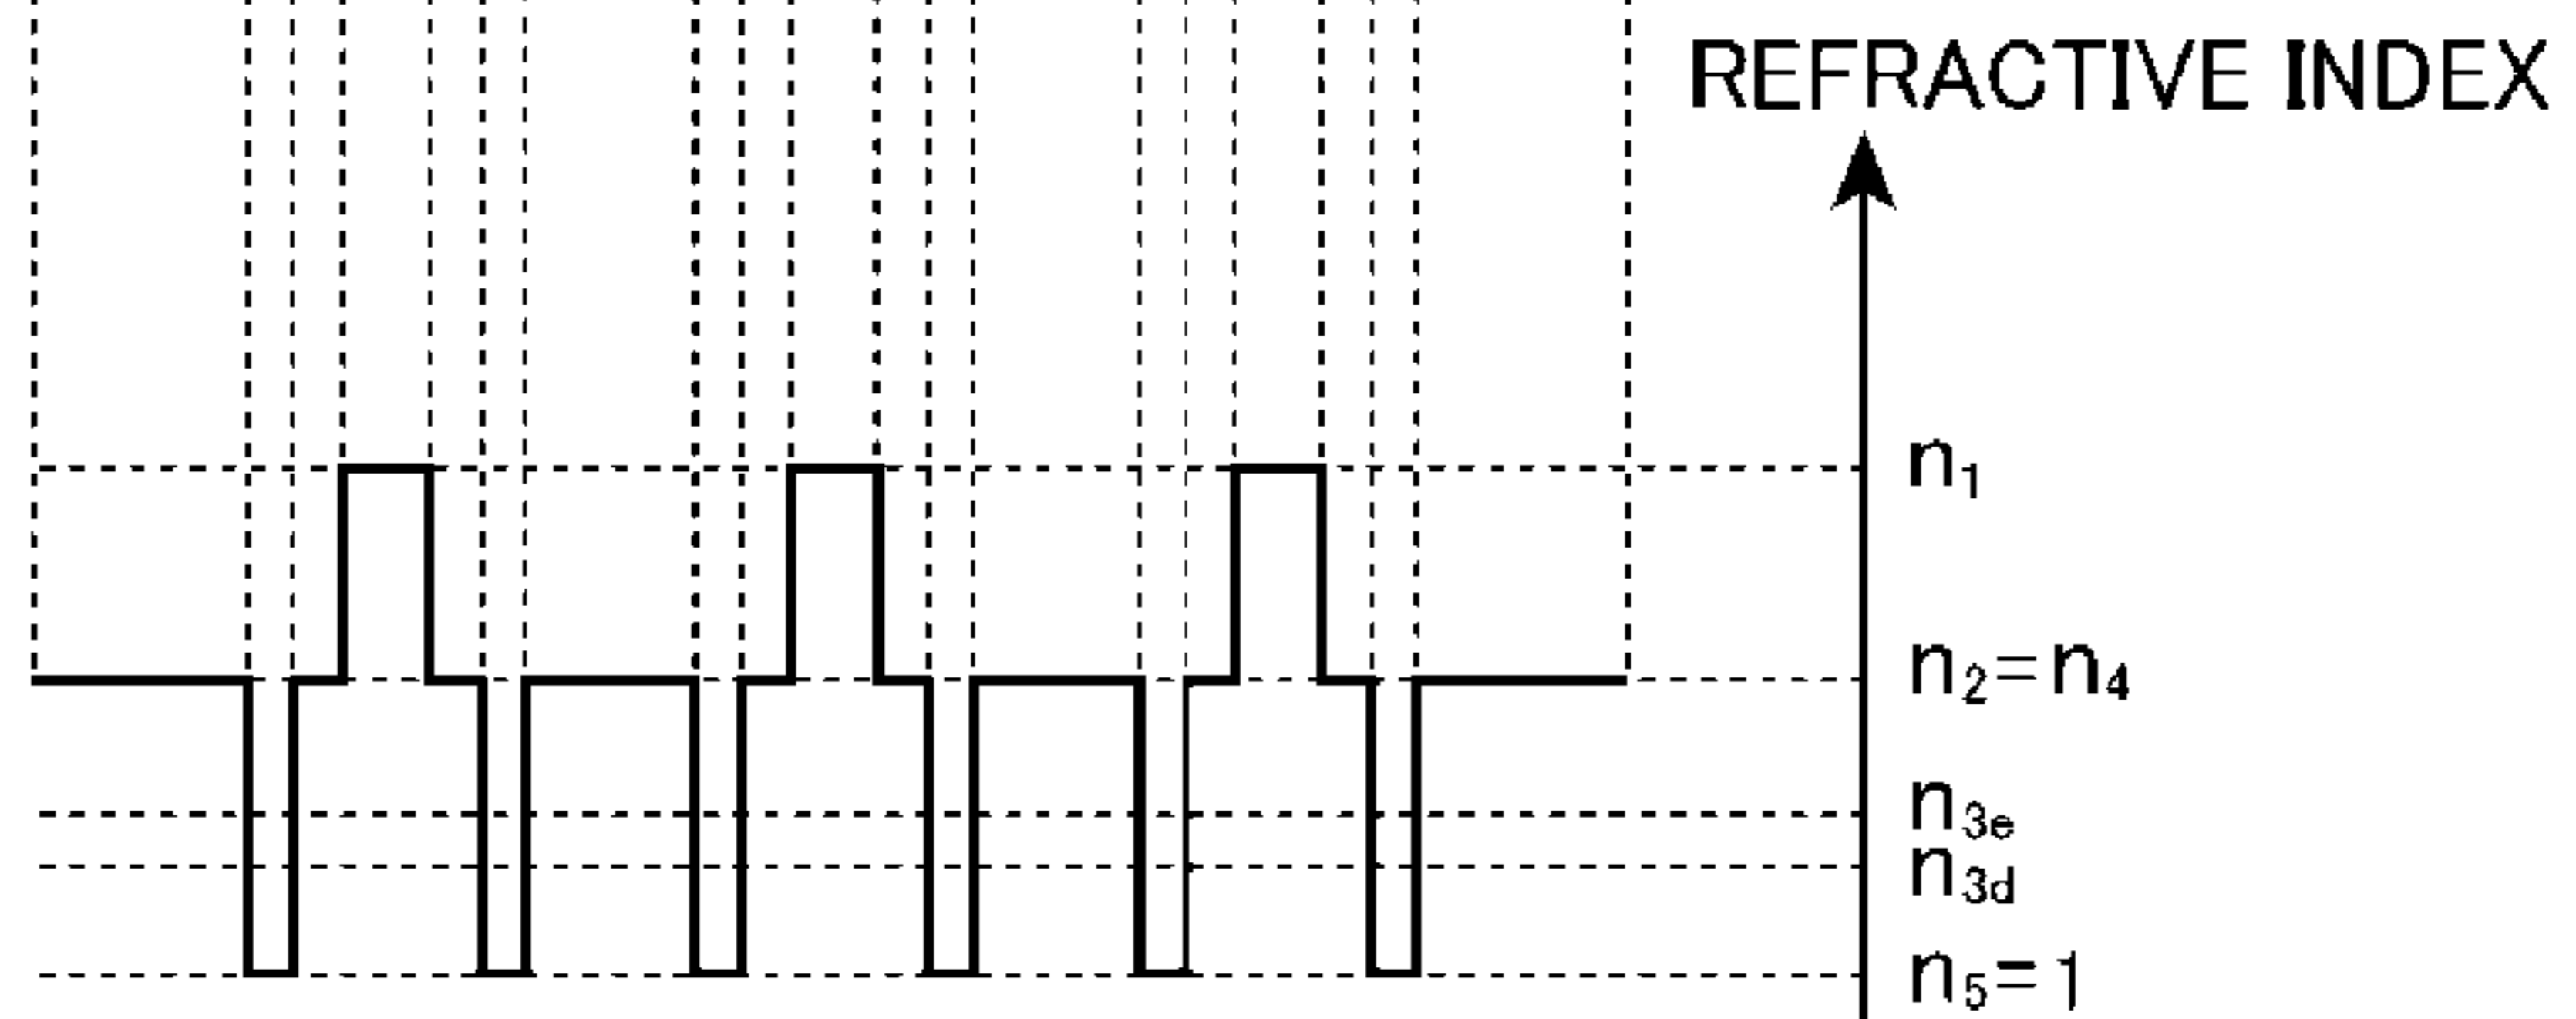 REFRACTIVE INDEX
n₁
n₂=n₄
n₃ₑ
n₃d
n₅=1